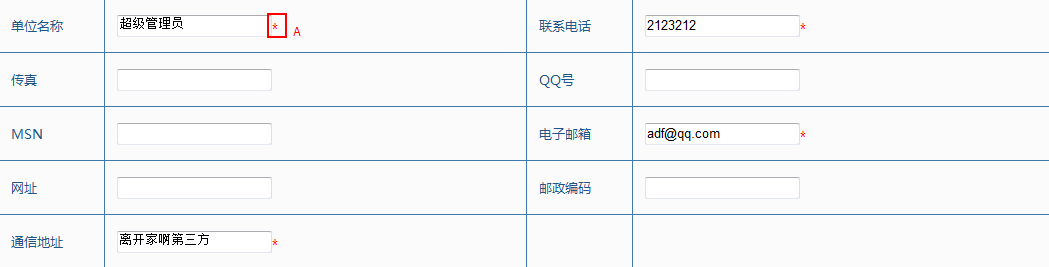 单位名称 超级管理员 * A 联系电话 2123212 *
传真 QQ号
MSN 电子邮箱 adf@qq.com *
网址 邮政编码
通信地址 离开家啊第三方 *